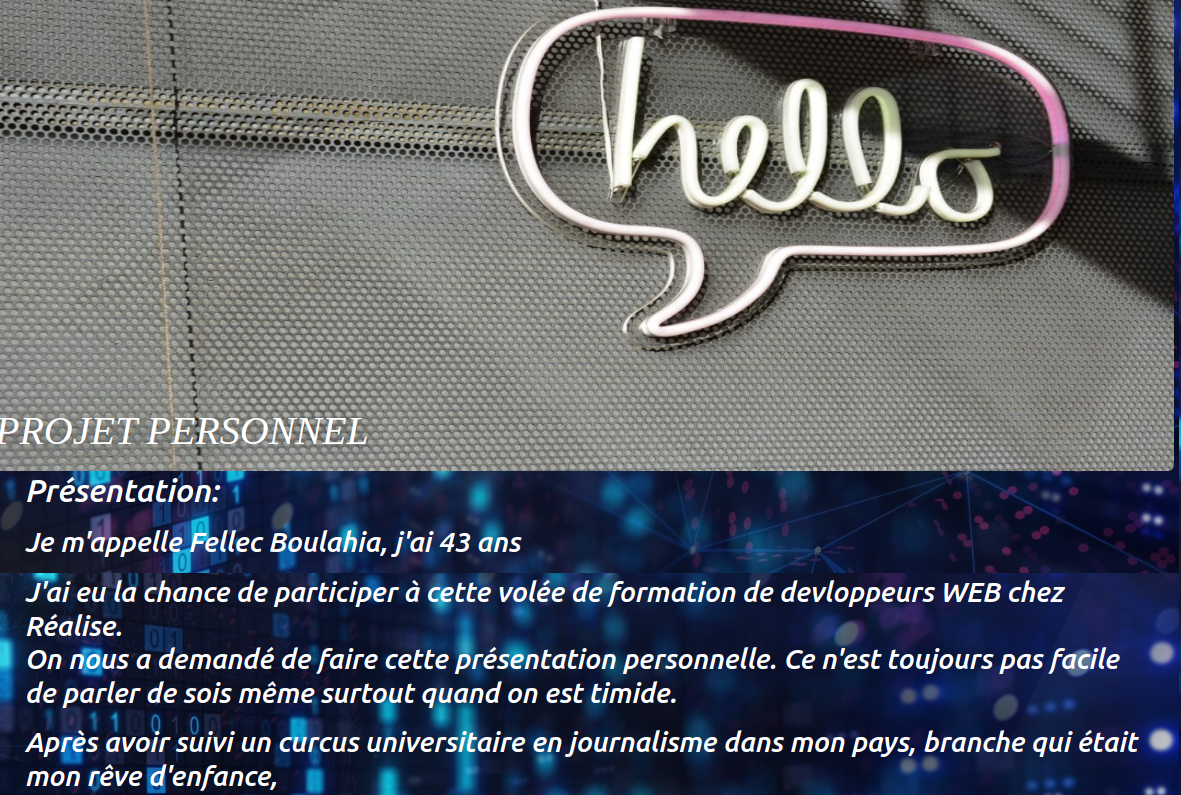 hello
PROJET PERSONNEL
Présentation:
Je m'appelle Fellec Boulahia, j'ai 43 ans
J'ai eu la chance de participer à cette volée de formation de devloppeurs WEB chez
Réalise.
On nous a demandé de faire cette présentation personnelle. Ce n'est toujours pas facile
de parler de sois même surtout quand on est timide.
Après avoir suivi un curcus universitaire en journalisme dans mon pays, branche qui était
mon rêve d'enfance,